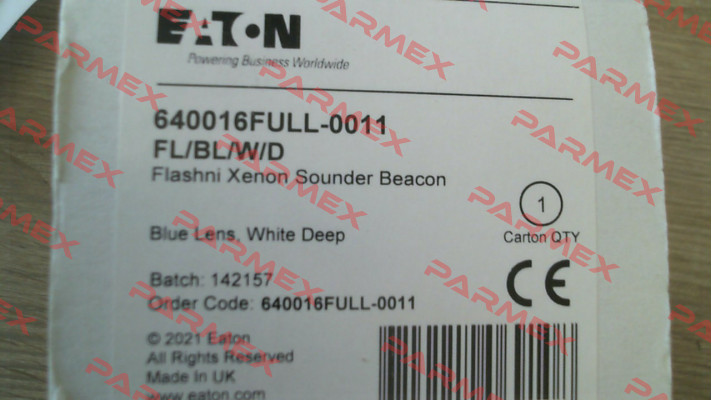 EATON
Powering Business Worldwide
640016FULL-0011
FL/BL/W/D
Flashni Xenon Sounder Beacon
1
Carton QTY
Blue Lens, White Deep
CE
Batch: 142157
Order Code: 640016FULL-0011
© 2021 Eaton
All Rights Reserved
Made in UK
www.eaton.com
PARMEX